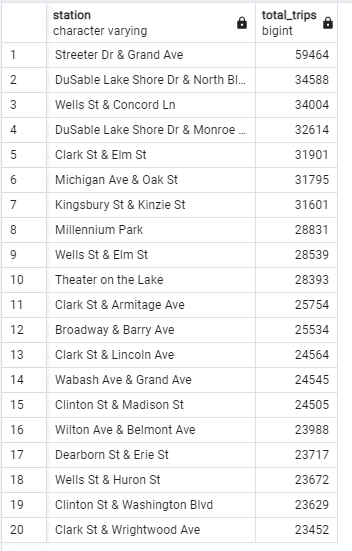 station total_trips
character varying bigint
1 Streeter Dr & Grand Ave 59464
2 DuSable Lake Shore Dr & North Bl... 34588
3 Wells St & Concord Ln 34004
4 DuSable Lake Shore Dr & Monroe ... 32614
5 Clark St & Elm St 31901
6 Michigan Ave & Oak St 31795
7 Kingsbury St & Kinzie St 31601
8 Millennium Park 28831
9 Wells St & Elm St 28539
10 Theater on the Lake 28393
11 Clark St & Armitage Ave 25754
12 Broadway & Barry Ave 25534
13 Clark St & Lincoln Ave 24564
14 Wabash Ave & Grand Ave 24545
15 Clinton St & Madison St 24505
16 Wilton Ave & Belmont Ave 23988
17 Dearborn St & Erie St 23717
18 Wells St & Huron St 23672
19 Clinton St & Washington Blvd 23629
20 Clark St & Wrightwood Ave 23452